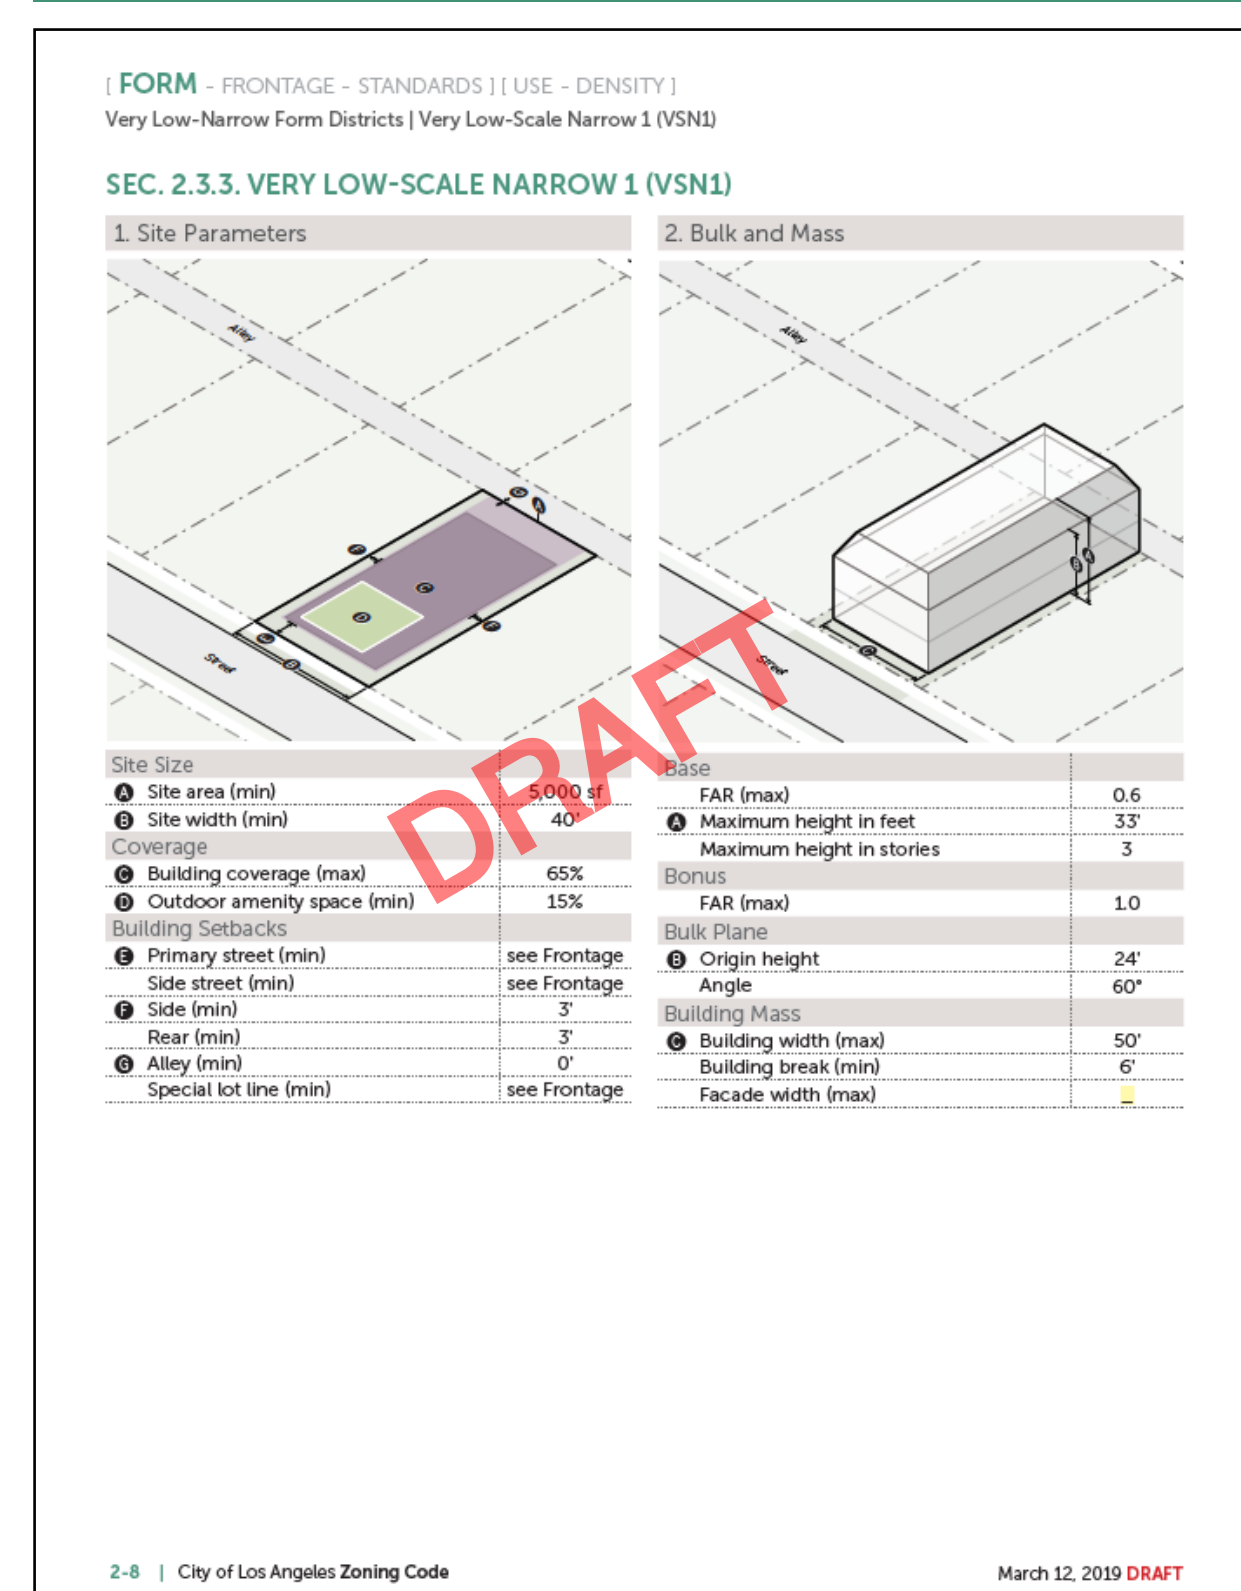 [ FORM - FRONTAGE - STANDARDS ] [ USE - DENSITY ]
Very Low-Narrow Form Districts | Very Low-Scale Narrow 1 (VSN1)
SEC. 2.3.3. VERY LOW-SCALE NARROW 1 (VSN1)
1. Site Parameters
Alley
G
A
F
C
D
F
E
B
Street
Site Size
A Site area (min) 5,000 sf
B Site width (min) 40'
Coverage
C Building coverage (max) 65%
D Outdoor amenity space (min) 15%
Building Setbacks
E Primary street (min) see Frontage
Side street (min) see Frontage
F Side (min) 3'
Rear (min) 3'
G Alley (min) 0'
Special lot line (min) see Frontage
2. Bulk and Mass
Alley
A
B
C
Street
Base
FAR (max) 0.6
A Maximum height in feet 33'
Maximum height in stories 3
Bonus
FAR (max) 1.0
Bulk Plane
B Origin height 24'
Angle 60°
Building Mass
C Building width (max) 50'
Building break (min) 6'
Facade width (max) _
DRAFT
2-8 | City of Los Angeles Zoning Code
March 12, 2019 DRAFT